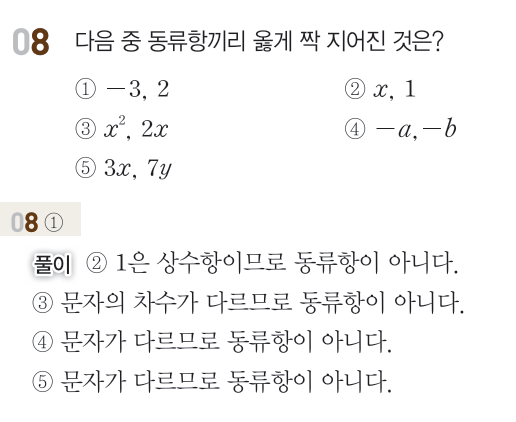 08 다음 중 동류항끼리 옳게 짝 지어진 것은?
① −3, 2 ② x, 1
③ x², 2x ④ −a, −b
⑤ 3x, 7y
08 ①
풀이 ② 1은 상수항이므로 동류항이 아니다.
③ 문자의 차수가 다르므로 동류항이 아니다.
④ 문자가 다르므로 동류항이 아니다.
⑤ 문자가 다르므로 동류항이 아니다.